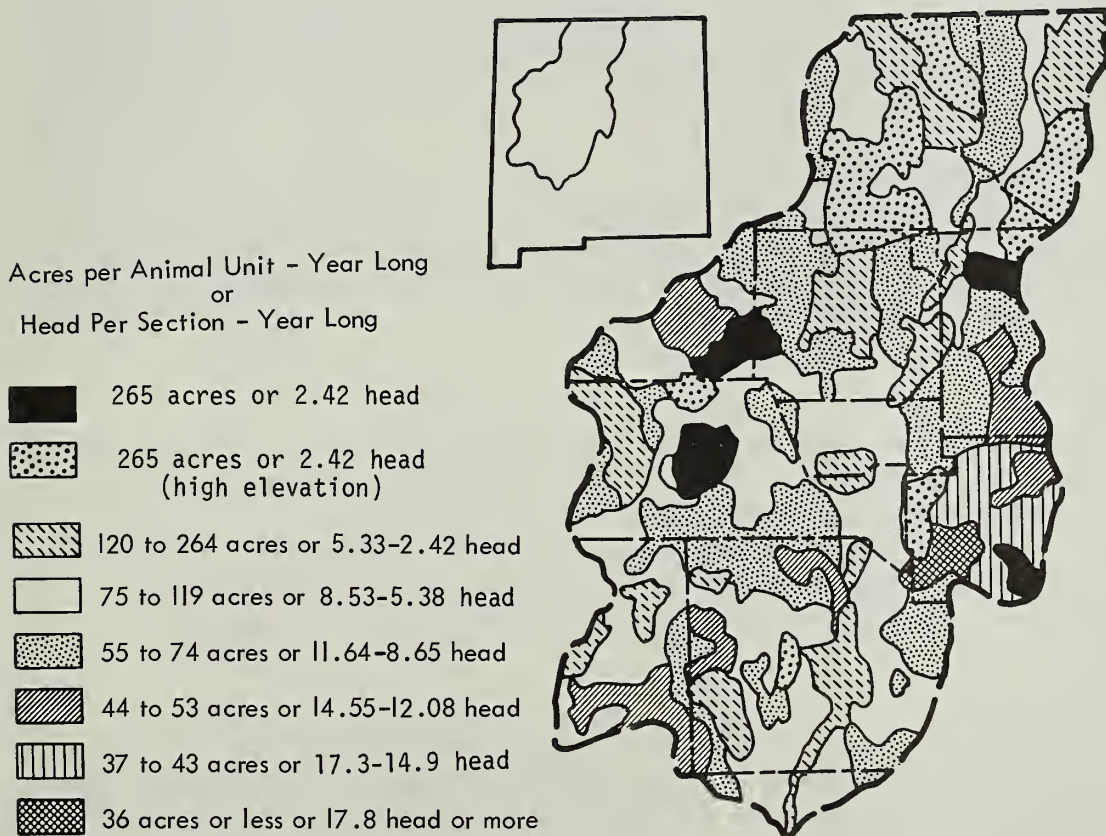 Acres per Animal Unit - Year Long
or
Head Per Section - Year Long
265 acres or 2.42 head
265 acres or 2.42 head
(high elevation)
120 to 264 acres or 5.33-2.42 head
75 to 119 acres or 8.53-5.38 head
55 to 74 acres or 11.64-8.65 head
44 to 53 acres or 14.55-12.08 head
37 to 43 acres or 17.3-14.9 head
36 acres or less or 17.8 head or more